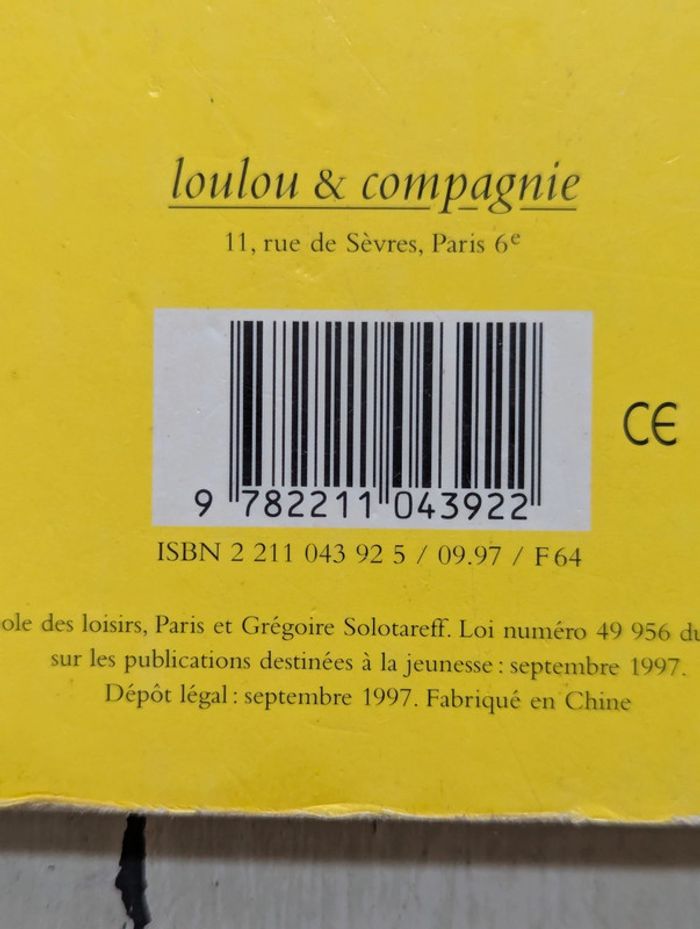 loulou & compagnie
11, rue de Sèvres, Paris 6e
CE
9 782211 043922
ISBN 2 211 043 92 5 / 09.97 / F 64
ole des loisirs, Paris et Grégoire Solotareff. Loi numéro 49 956 du
sur les publications destinées à la jeunesse : septembre 1997.
Dépôt légal : septembre 1997. Fabriqué en Chine